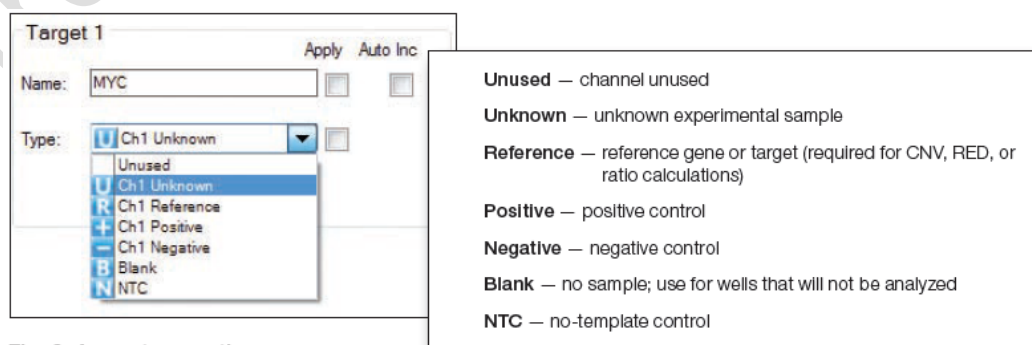 Target 1
Apply Auto Inc
Name: MYC
Type: U Ch1 Unknown
Unused
U Ch1 Unknown
R Ch1 Reference
+ Ch1 Positive
− Ch1 Negative
B Blank
N NTC
Unused — channel unused
Unknown — unknown experimental sample
Reference — reference gene or target (required for CNV, RED, or
ratio calculations)
Positive — positive control
Negative — negative control
Blank — no sample; use for wells that will not be analyzed
NTC — no-template control